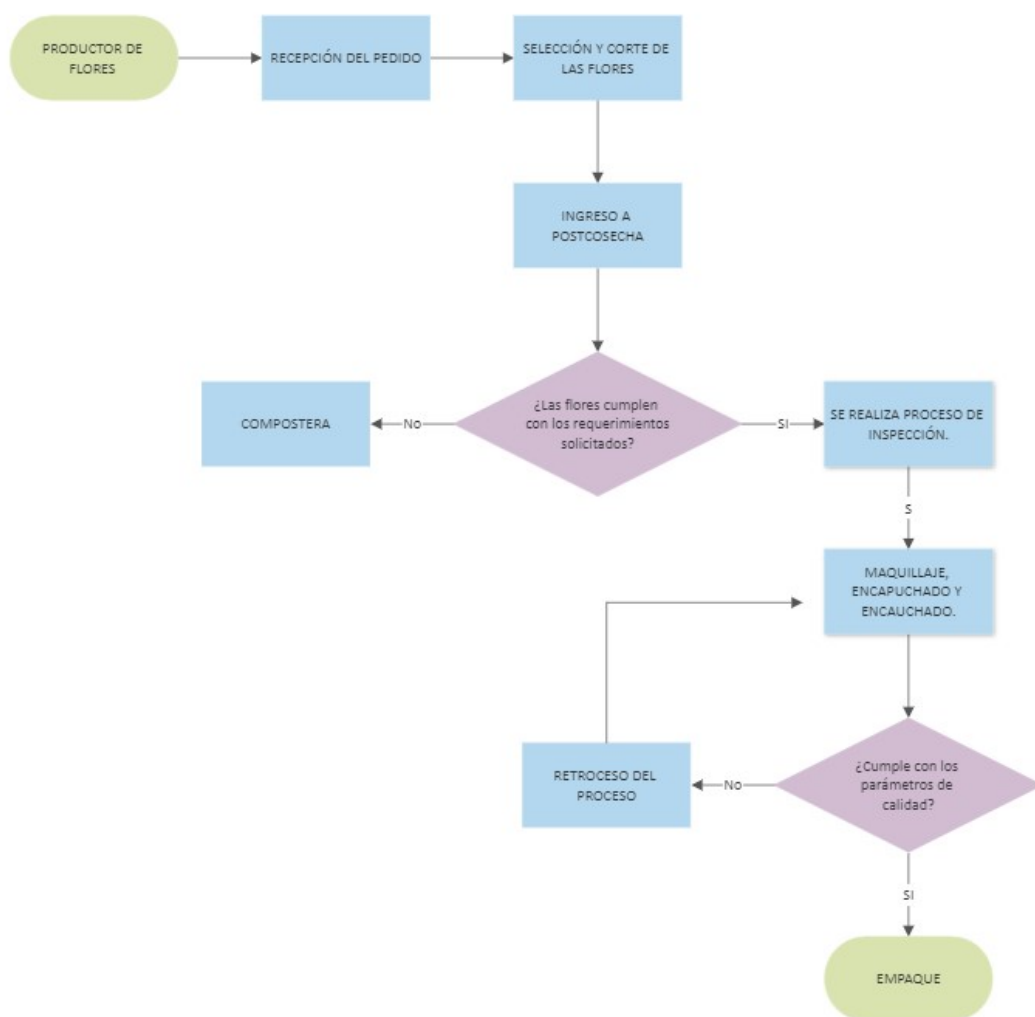 PRODUCTOR DE
FLORES
RECEPCIÓN DEL PEDIDO
SELECCIÓN Y CORTE DE
LAS FLORES
INGRESO A
POSTCOSECHA
¿Las flores cumplen
con los requerimientos
solicitados?
No
COMPOSTERA
SI
SE REALIZA PROCESO DE
INSPECCIÓN.
S
MAQUILLAJE,
ENCAPUCHADO Y
ENCAUCHADO.
¿Cumple con los
parámetros de
calidad?
No
RETROCESO DEL
PROCESO
SI
EMPAQUE